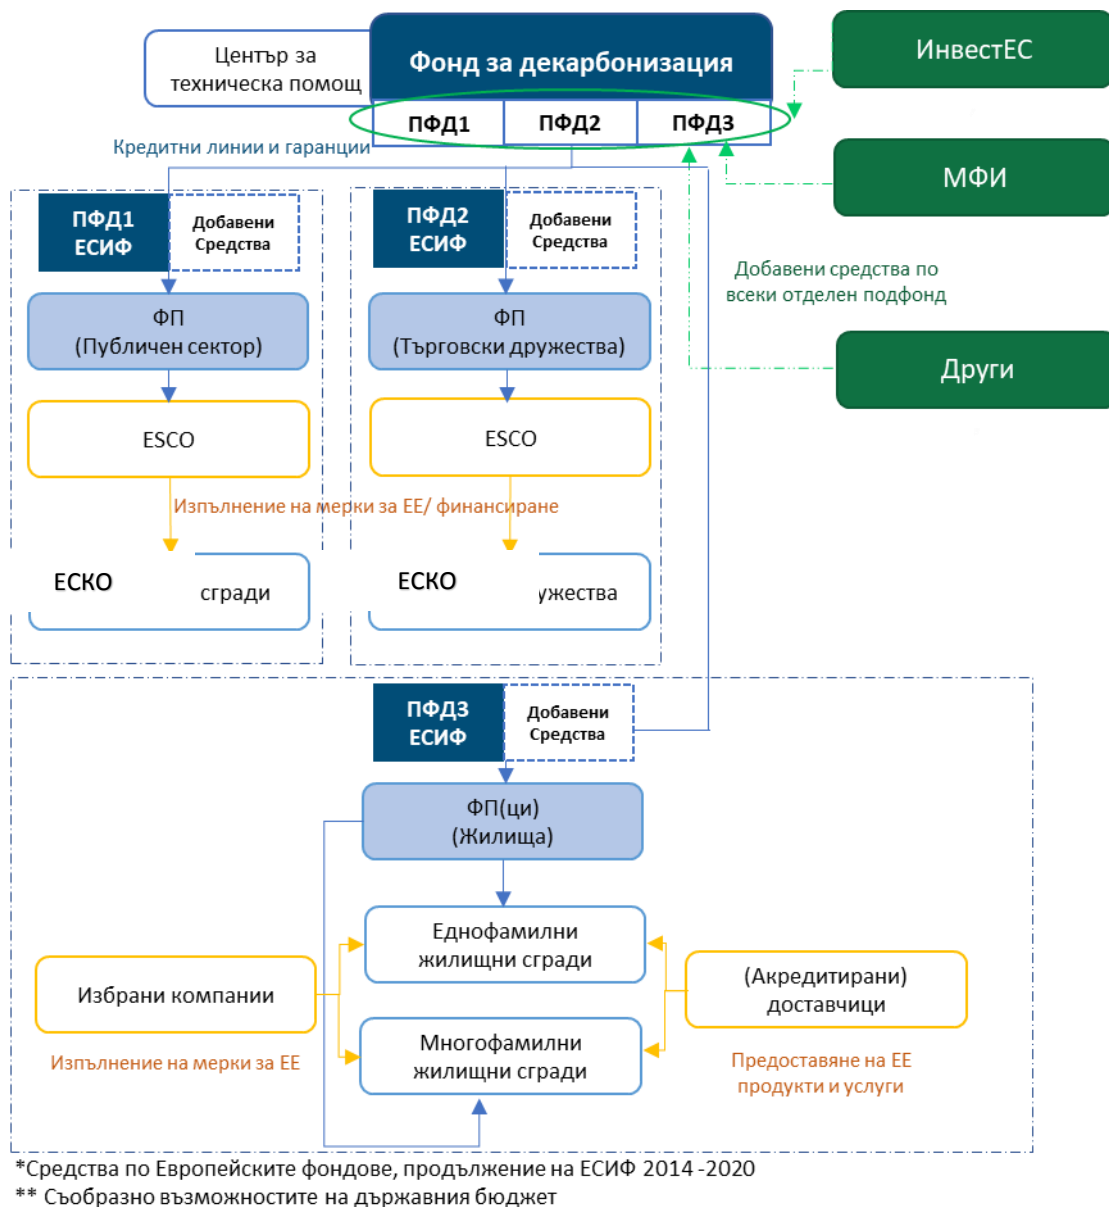 Център за
техническа помощ
Фонд за декарбонизация
ПФД1
ПФД2
ПФД3
ИнвестЕС
МФИ
Други
Добавени средства по
всеки отделен подфонд
Кредитни линии и гаранции
ПФД1
ЕСИФ
Добавени
Средства
ФП
(Публичен сектор)
ESCO
ПФД2
ЕСИФ
Добавени
Средства
ФП
(Търговски дружества)
ESCO
Изпълнение на мерки за ЕЕ/ финансиране
ЕСКО
сгради
ЕСКО
ужества
ПФД3
ЕСИФ
Добавени
Средства
ФП(ци)
(Жилища)
Еднофамилни
жилищни сгради
Избрани компании
(Акредитирани)
доставчици
Многофамилни
жилищни сгради
Изпълнение на мерки за ЕЕ
Предоставяне на ЕЕ
продукти и услуги
*Средства по Европейските фондове, продължение на ЕСИФ 2014 -2020
** Съобразно възможностите на държавния бюджет